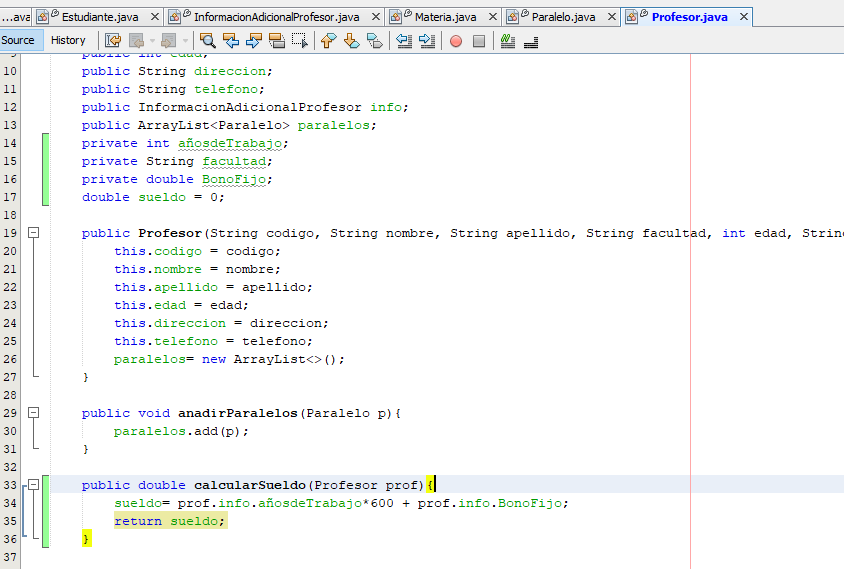 ...ava Estudiante.java InformacionAdicionalProfesor.java Materia.java Paralelo.java Profesor.java
Source History
9 public int edad;
10 public String direccion;
11 public String telefono;
12 public InformacionAdicionalProfesor info;
13 public ArrayList<Paralelo> paralelos;
14 private int añosdeTrabajo;
15 private String facultad;
16 private double BonoFijo;
17 double sueldo = 0;
18
19 public Profesor(String codigo, String nombre, String apellido, String facultad, int edad, String
20 this.codigo = codigo;
21 this.nombre = nombre;
22 this.apellido = apellido;
23 this.edad = edad;
24 this.direccion = direccion;
25 this.telefono = telefono;
26 paralelos= new ArrayList<>();
27 }
28
29 public void anadirParalelos(Paralelo p){
30 paralelos.add(p);
31 }
32
33 public double calcularSueldo(Profesor prof){
34 sueldo= prof.info.añosdeTrabajo*600 + prof.info.BonoFijo;
35 return sueldo;
36 }
37